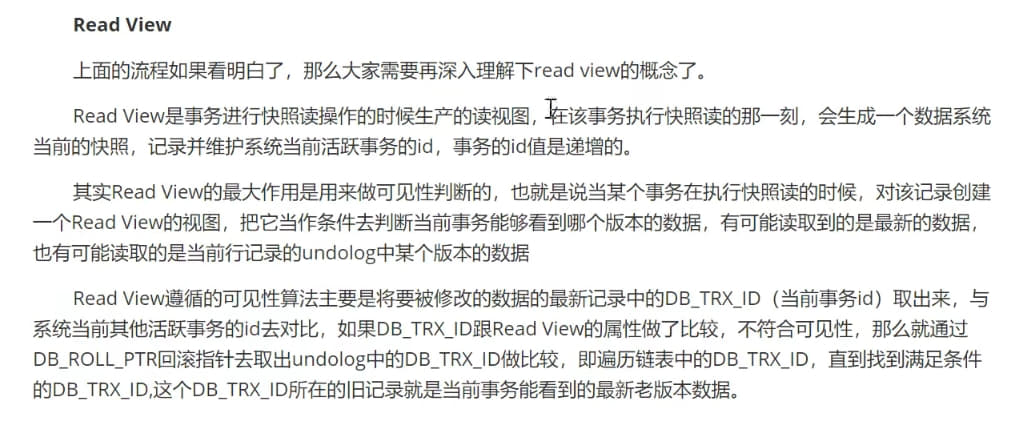 Read View
上面的流程如果看明白了，那么大家需要再深入理解下read view的概念了。
Read View是事务进行快照读操作的时候生产的读视图，在该事务执行快照读的那一刻，会生成一个数据系统
当前的快照，记录并维护系统当前活跃事务的id，事务的id值是递增的。
其实Read View的最大作用是用来做可见性判断的，也就是说当某个事务在执行快照读的时候，对该记录创建
一个Read View的视图，把它当作条件去判断当前事务能够看到哪个版本的数据，有可能读取到的是最新的数据，
也有可能读取的是当前行记录的undolog中某个版本的数据
Read View遵循的可见性算法主要是将要被修改的数据的最新记录中的DB_TRX_ID（当前事务id）取出来，与
系统当前其他活跃事务的id去对比，如果DB_TRX_ID跟Read View的属性做了比较，不符合可见性，那么就通过
DB_ROLL_PTR回滚指针去取出undolog中的DB_TRX_ID做比较，即遍历链表中的DB_TRX_ID，直到找到满足条件
的DB_TRX_ID,这个DB_TRX_ID所在的旧记录就是当前事务能看到的最新老版本数据。